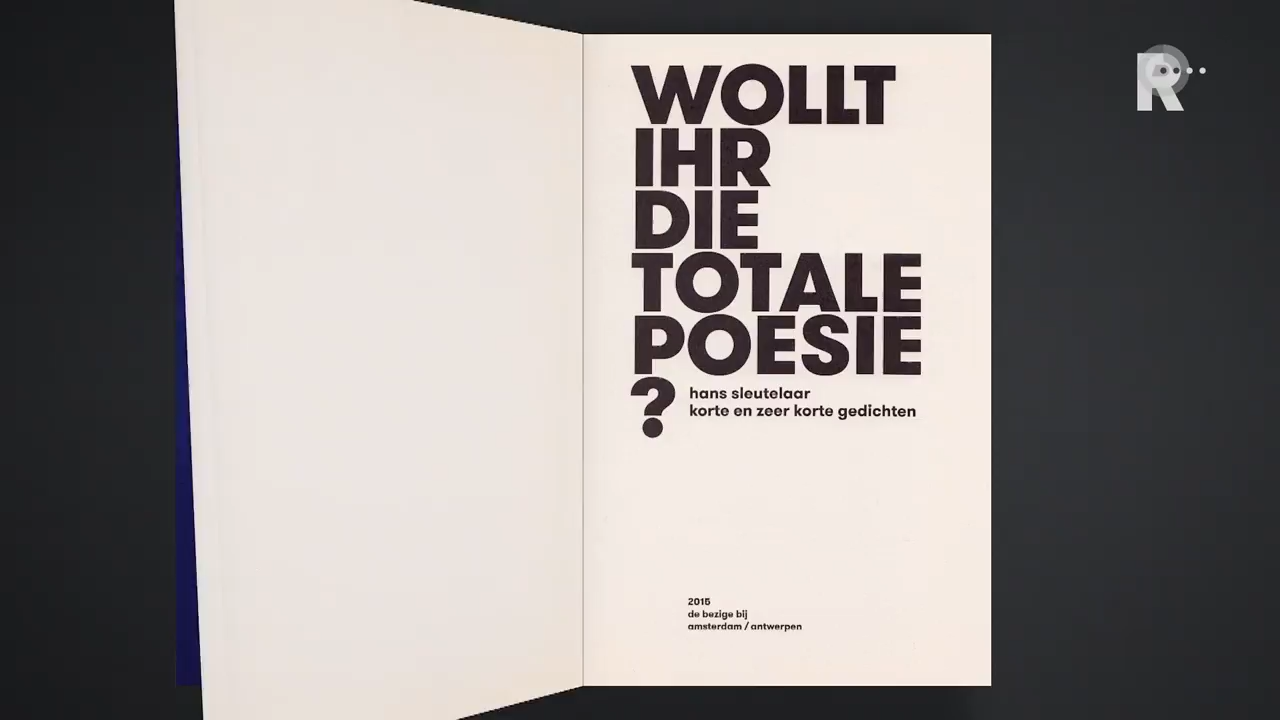 WOLLT
IHR
DIE
TOTALE
POESIE
?
hans sleutelaar
korte en zeer korte gedichten
2015
de bezige bij
amsterdam / antwerpen
R